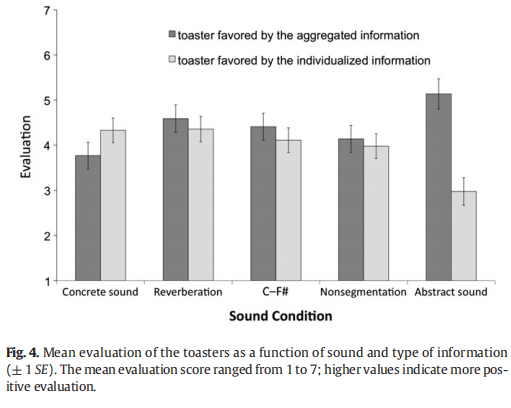 7
toaster favored by the aggregated information
6
toaster favored by the individualized information
5
4
3
2
1
Evaluation
Concrete sound Reverberation C–F# Nonsegmentation Abstract sound
Sound Condition
Fig. 4. Mean evaluation of the toasters as a function of sound and type of information
(± 1 SE). The mean evaluation score ranged from 1 to 7; higher values indicate more pos-
itive evaluation.